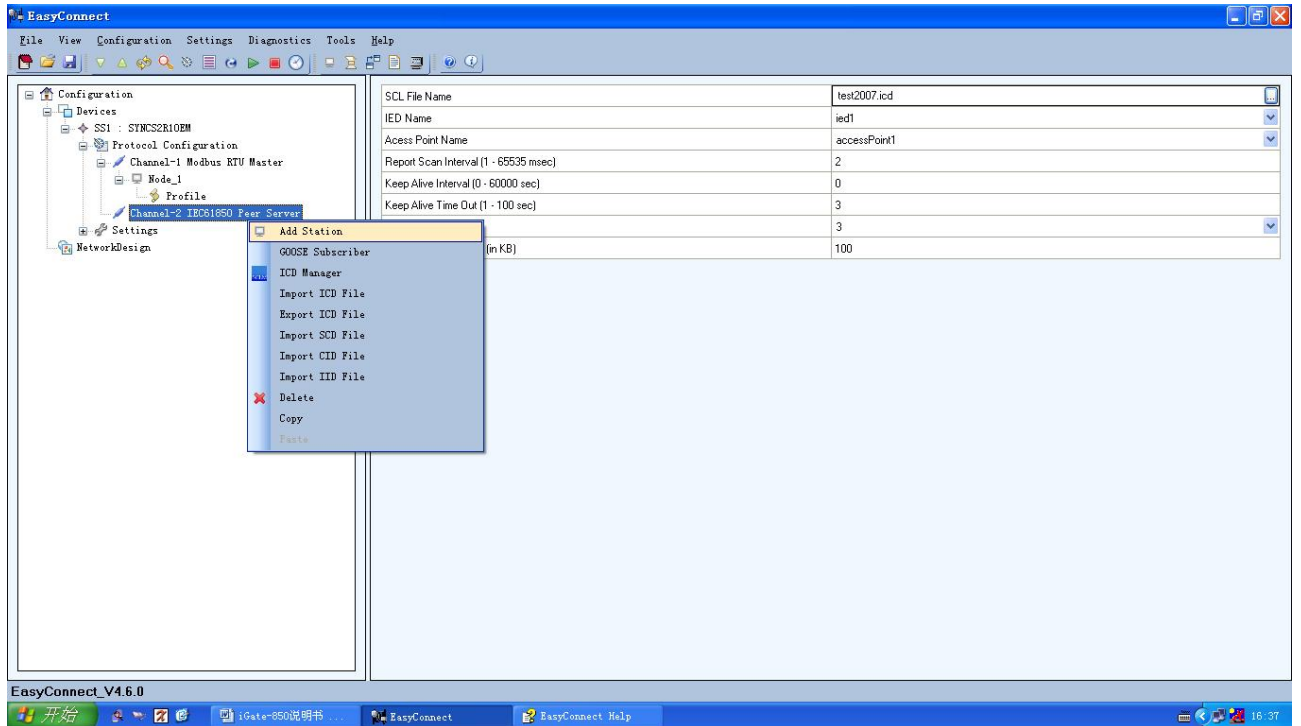 EasyConnect
File View Configuration Settings Diagnostics Tools Help
Configuration
Devices
SS1 : SYNCS2R10EM
Protocol Configuration
Channel-1 Modbus RTU Master
Node_1
Profile
Channel-2 IEC61850 Peer Server
Settings
NetworkDesign
Add Station
GOOSE Subscriber
ICD Manager
Import ICD File
Export ICD File
Import SCD File
Import CID File
Import IID File
Delete
Copy
Paste
SCL File Name test2007.icd
IED Name ied1
Acess Point Name accessPoint1
Report Scan Interval (1 - 65535 msec) 2
Keep Alive Interval (0 - 60000 sec) 0
Keep Alive Time Out (1 - 100 sec) 3
3
(in KB) 100
EasyConnect_V4.6.0
开始 iGate-850说明书 ... EasyConnect EasyConnect Help 16:37